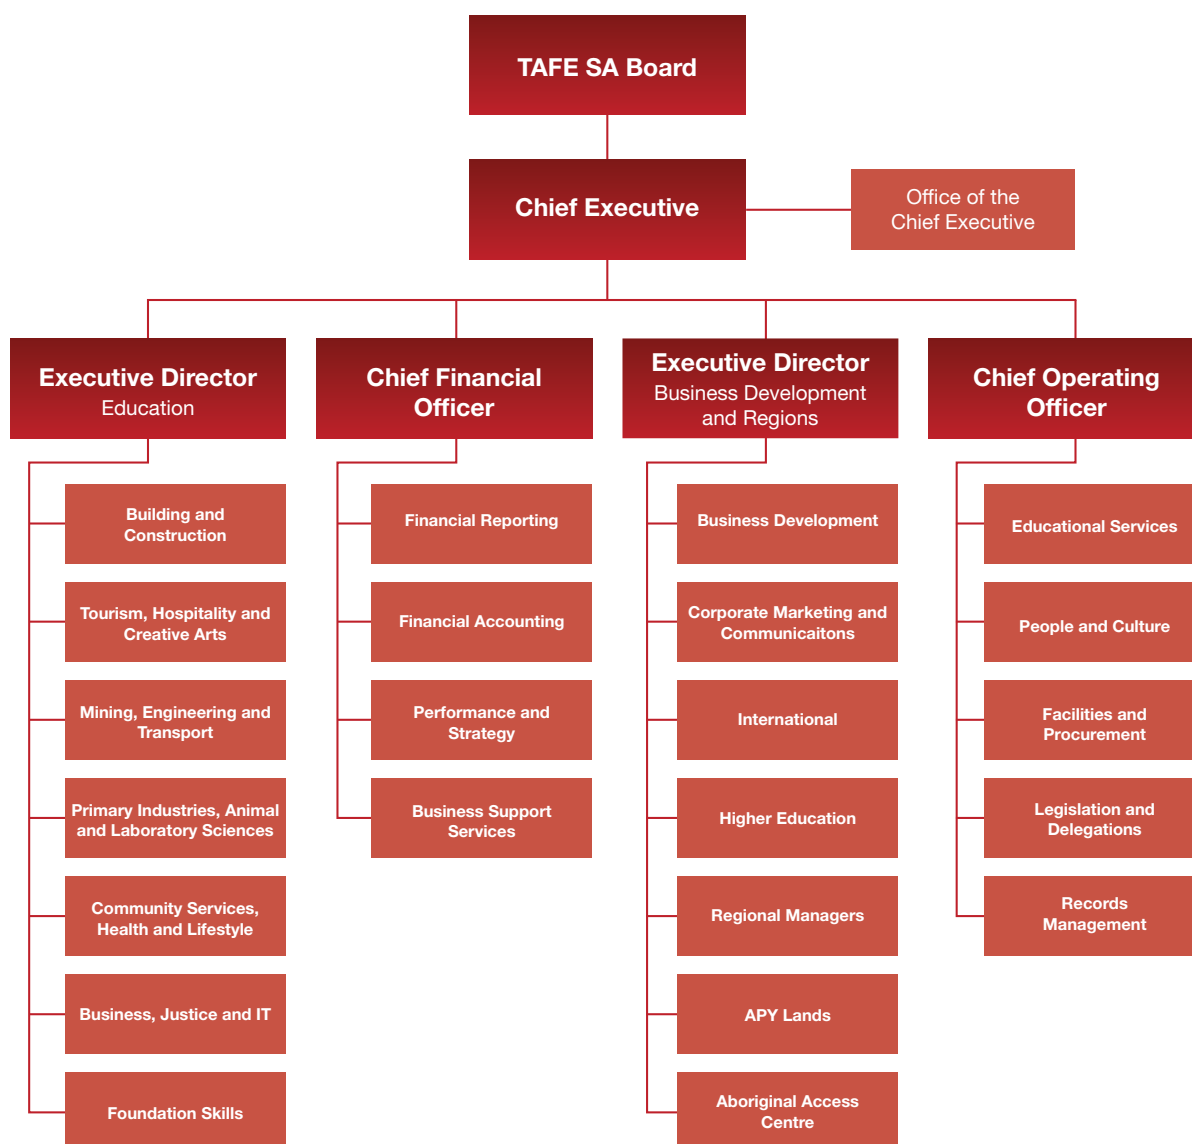 TAFE SA Board
Chief Executive
Office of the
Chief Executive
Executive Director
Education
Building and
Construction
Tourism, Hospitality and
Creative Arts
Mining, Engineering and
Transport
Primary Industries, Animal
and Laboratory Sciences
Community Services,
Health and Lifestyle
Business, Justice and IT
Foundation Skills
Chief Financial
Officer
Financial Reporting
Financial Accounting
Performance and
Strategy
Business Support
Services
Executive Director
Business Development
and Regions
Business Development
Corporate Marketing and
Communicaitons
International
Higher Education
Regional Managers
APY Lands
Aboriginal Access
Centre
Chief Operating
Officer
Educational Services
People and Culture
Facilities and
Procurement
Legislation and
Delegations
Records
Management